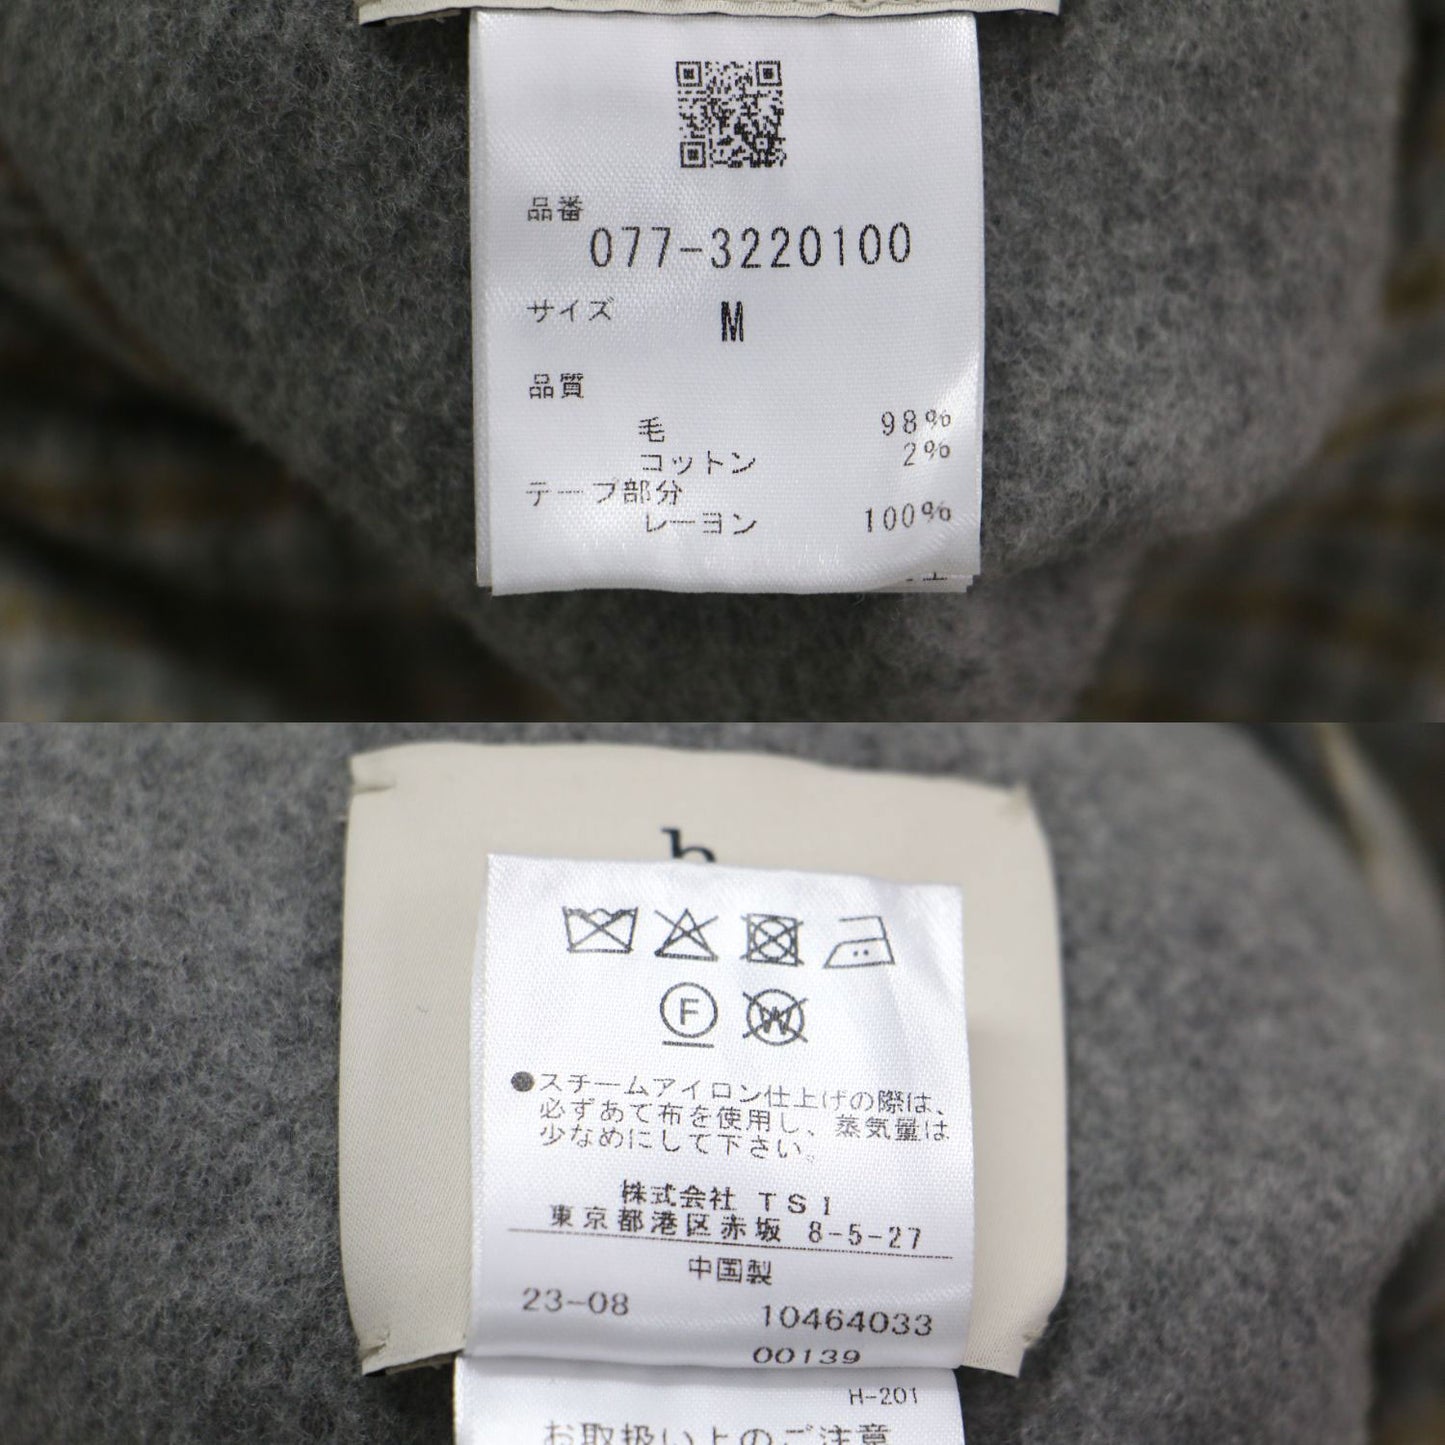 品番
077-3220100
サイズ M
品質
毛 98%
コットン 2%
テープ部分
レーヨン 100%
h
F W
●スチームアイロン仕上げの際は、
必ずあて布を使用し、蒸気量は
少なめにして下さい。
株式会社 TSI
東京都港区赤坂 8-5-27
中国製
23-08 10464033
00139
H-201
お取扱い上のご注意